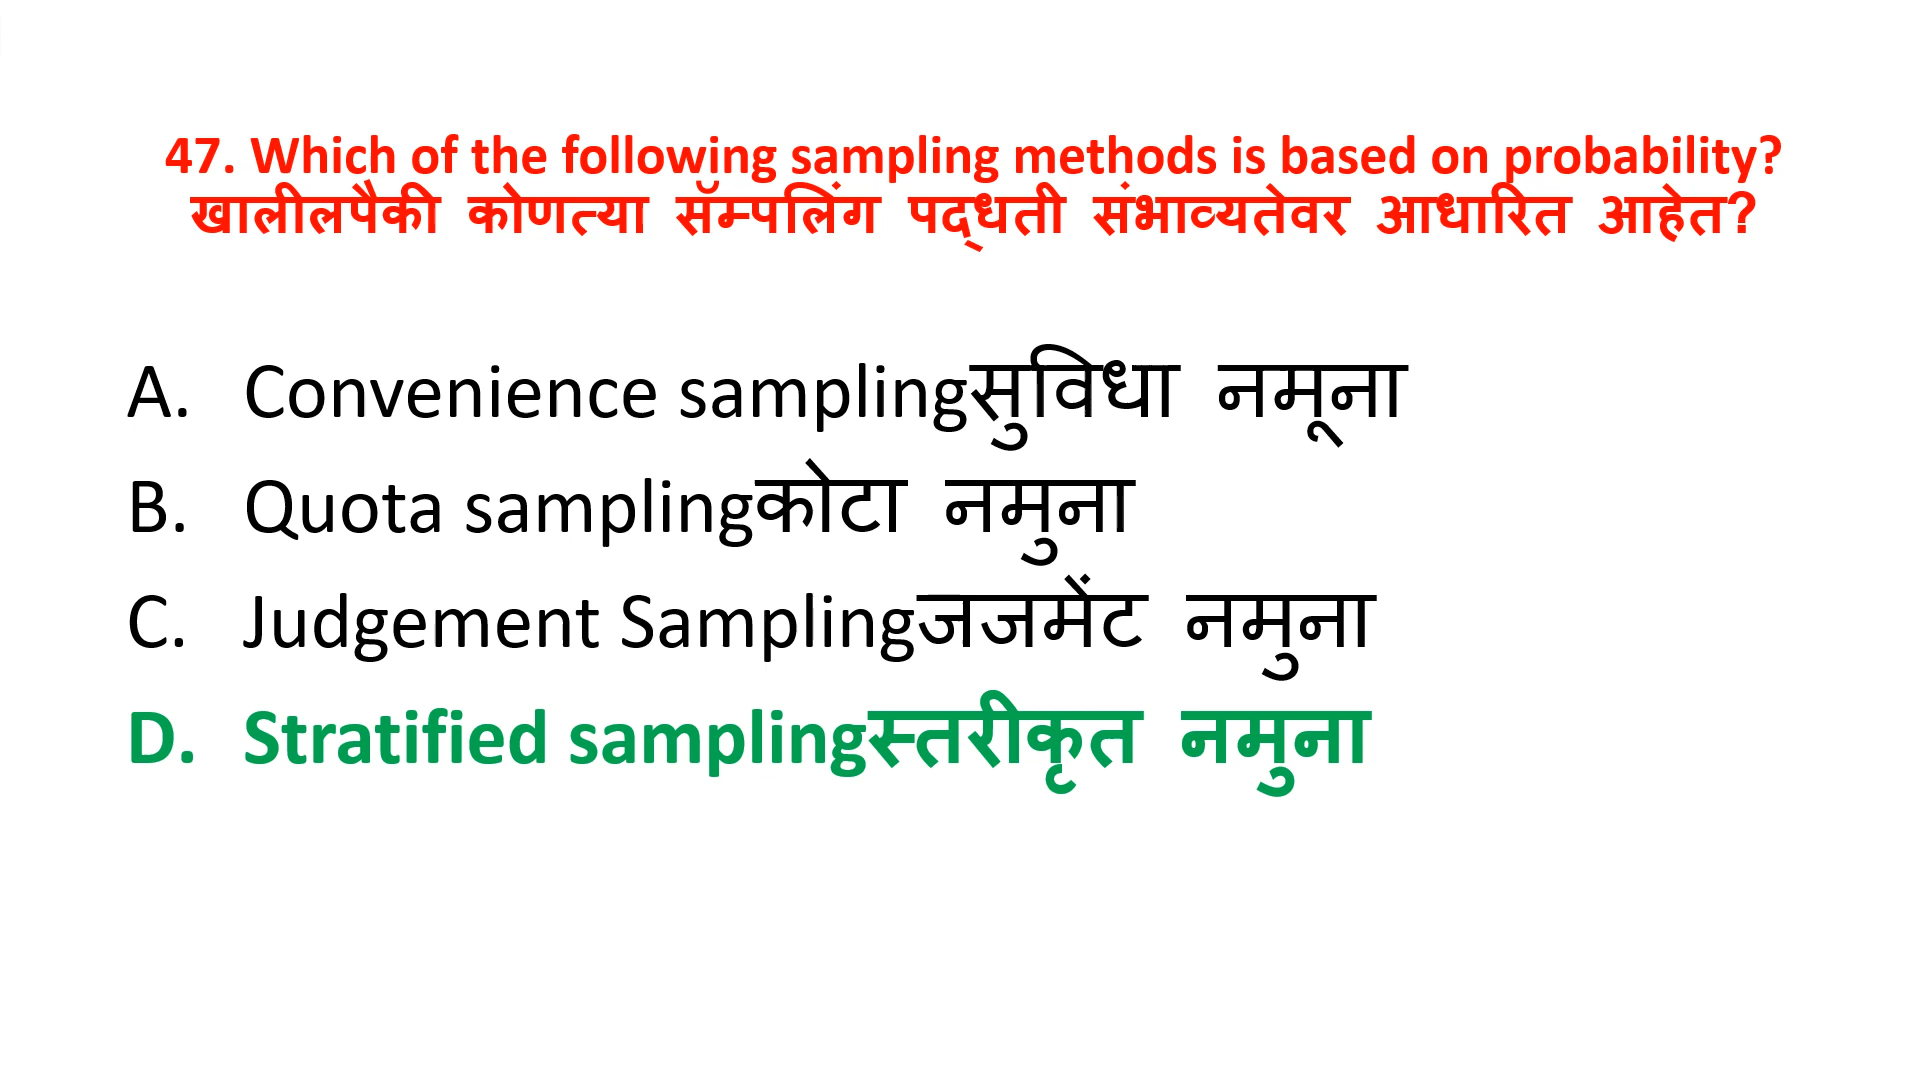 47. Which of the following sampling methods is based on probability?
खालीलपैकी कोणत्या सॅम्पलिंग पद्धती संभाव्यतेवर आधारित आहेत?
A. Convenience samplingसुविधा नमूना
B. Quota samplingकोटा नमुना
C. Judgement Samplingजजमेंट नमुना
D. Stratified samplingस्तरीकृत नमुना